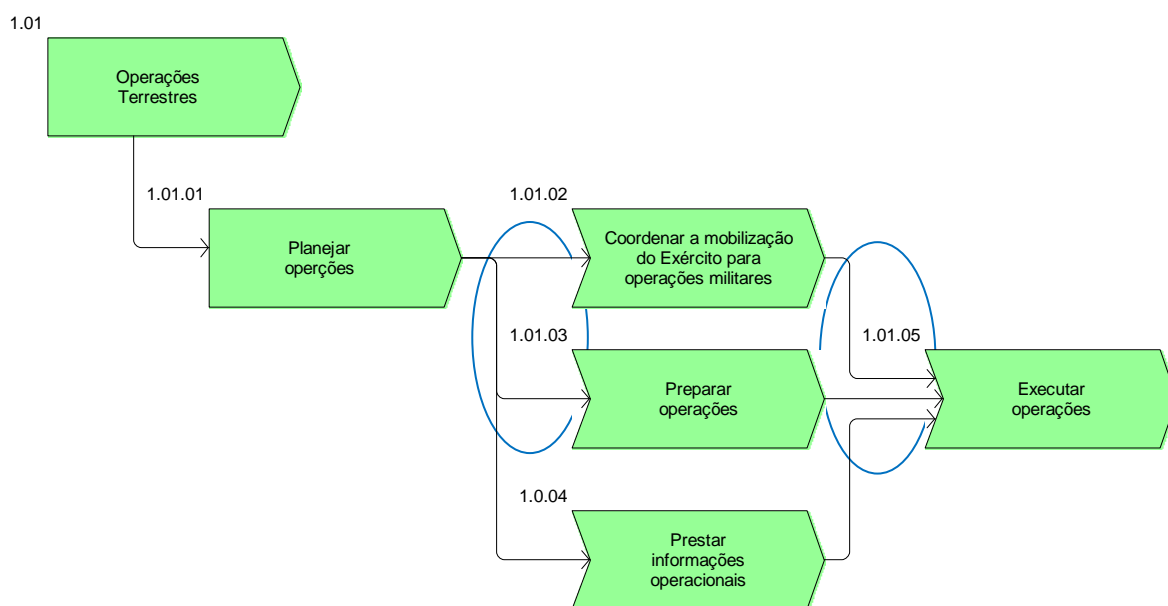 1.01
Operações
Terrestres
1.01.01
Planejar
operções
1.01.02
Coordenar a mobilização
do Exército para
operações militares
1.01.03
Preparar
operações
1.0.04
Prestar
informações
operacionais
1.01.05
Executar
operações